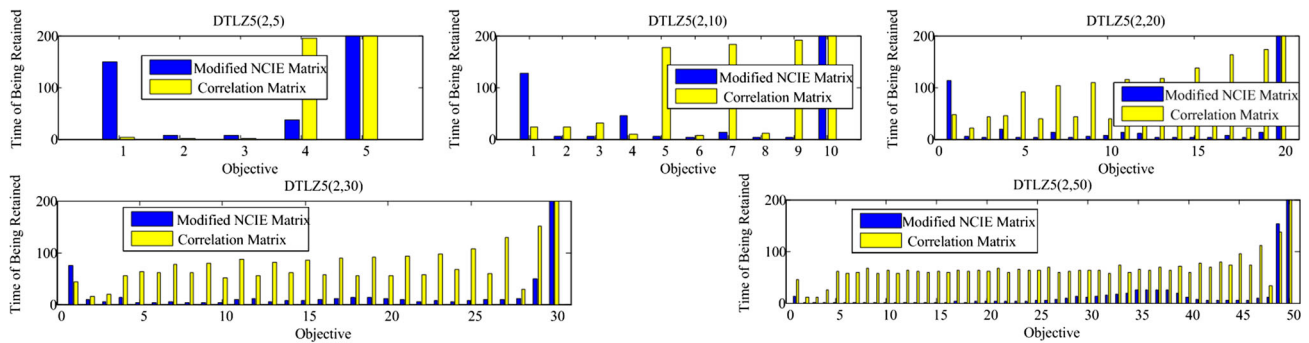 DTLZ5(2,5)
200
100
0
Time of Being Retained
Modified NCIE Matrix
Correlation Matrix
1 2 3 4 5
Objective
DTLZ5(2,10)
200
100
0
Time of Being Retained
Modified NCIE Matrix
Correlation Matrix
1 2 3 4 5 6 7 8 9 10
Objective
DTLZ5(2,20)
200
100
0
Time of Being Retained
Modified NCIE Matrix
Correlation Matrix
0 5 10 15 20
Objective
DTLZ5(2,30)
200
100
0
Time of Being Retained
Modified NCIE Matrix
Correlation Matrix
0 5 10 15 20 25 30
Objective
DTLZ5(2,50)
200
100
0
Time of Being Retained
Modified NCIE Matrix
Correlation Matrix
0 5 10 15 20 25 30 35 40 45 50
Objective